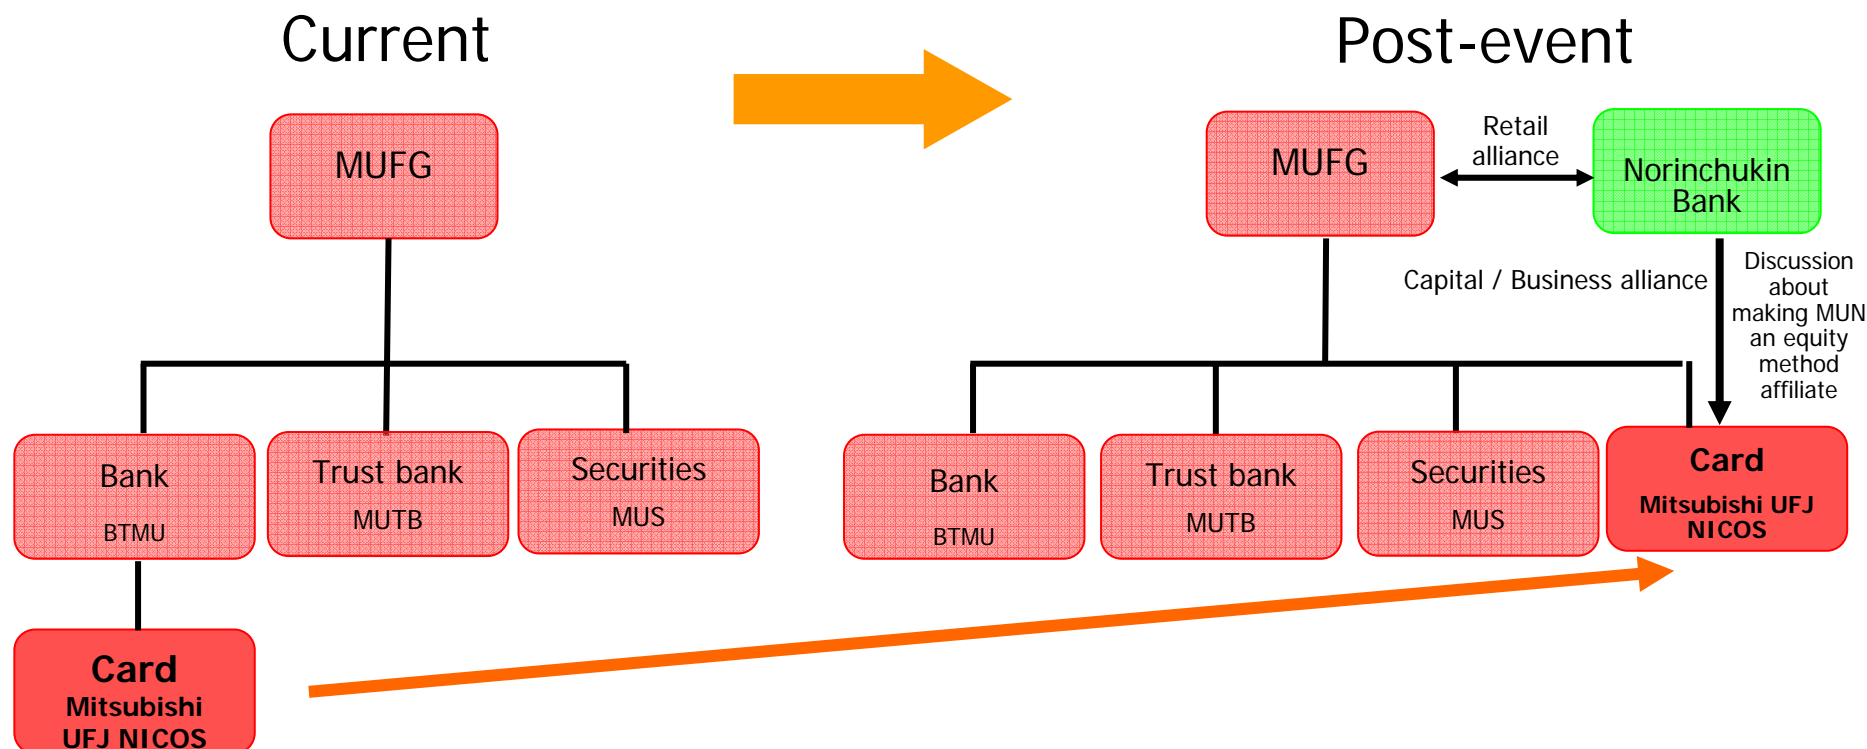 Current
Post-event
MUFG
Bank
BTMU
Trust bank
MUTB
Securities
MUS
Card
Mitsubishi
UFJ NICOS
MUFG
Retail
alliance
Norinchukin
Bank
Capital / Business alliance
Discussion
about
making MUN
an equity
method
affiliate
Bank
BTMU
Trust bank
MUTB
Securities
MUS
Card
Mitsubishi UFJ
NICOS